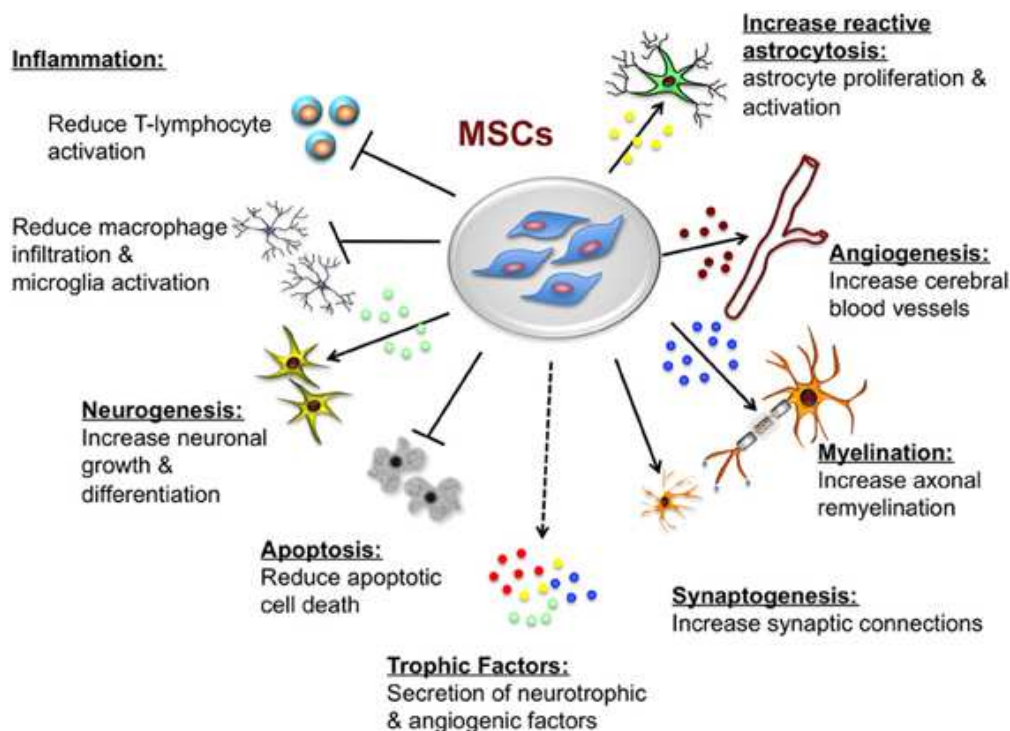 Inflammation:
Reduce T-lymphocyte
activation
Reduce macrophage
infiltration &
microglia activation
MSCs
Increase reactive
astrocytosis:
astrocyte proliferation &
activation
Angiogenesis:
Increase cerebral
blood vessels
Neurogenesis:
Increase neuronal
growth &
differentiation
Myelination:
Increase axonal
remyelination
Apoptosis:
Reduce apoptotic
cell death
Synaptogenesis:
Increase synaptic connections
Trophic Factors:
Secretion of neurotrophic
& angiogenic factors